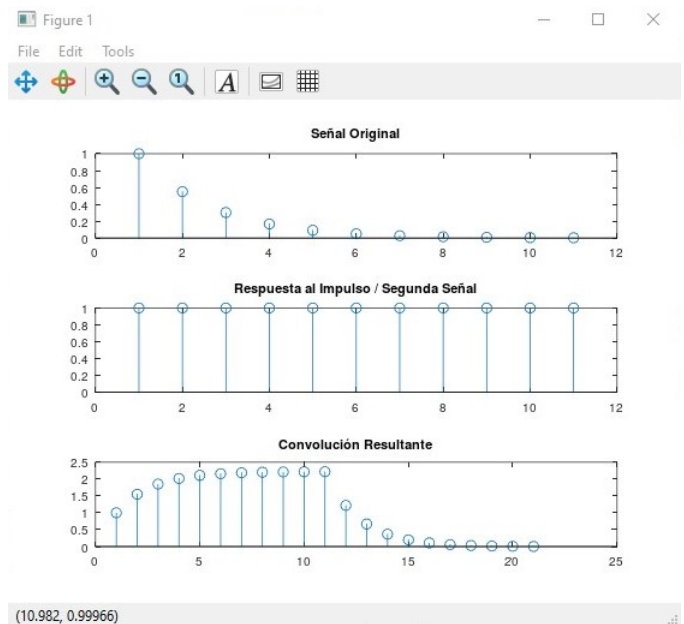 Figure 1
File Edit Tools
A
Señal Original
1
0.8
0.6
0.4
0.2
0
0 2 4 6 8 10 12
Respuesta al Impulso / Segunda Señal
1
0.8
0.6
0.4
0.2
0
0 2 4 6 8 10 12
Convolución Resultante
2.5
2
1.5
1
0.5
0
0 5 10 15 20 25
(10.982, 0.99966)